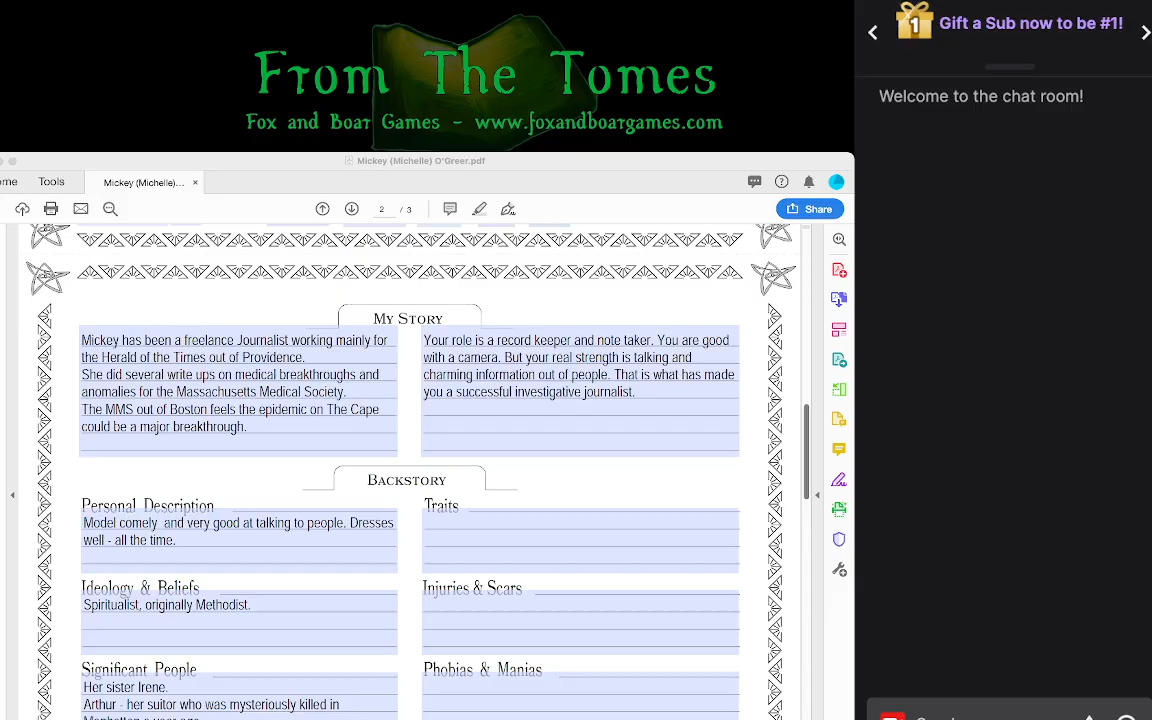 1
Gift a Sub now to be #1!
Welcome to the chat room!
From The Tomes
Fox and Boat Games - www.foxandboatgames.com
Mickey (Michelle) O'Greer.pdf
ome
Tools
Mickey (Michelle)... ×
2 / 3
Share
My Story
Mickey has been a freelance Journalist working mainly for
the Herald of the Times out of Providence.
She did several write ups on medical breakthroughs and
anomalies for the Massachusetts Medical Society.
The MMS out of Boston feels the epidemic on The Cape
could be a major breakthrough.
Your role is a record keeper and note taker. You are good
with a camera. But your real strength is talking and
charming information out of people. That is what has made
you a successful investigative journalist.
Backstory
Personal Description
Model comely and very good at talking to people. Dresses
well - all the time.
Traits
Ideology & Beliefs
Spiritualist, originally Methodist.
Injuries & Scars
Significant People
Her sister Irene.
Arthur - her suitor who was mysteriously killed in
Manhattan a year ago
Phobias & Manias